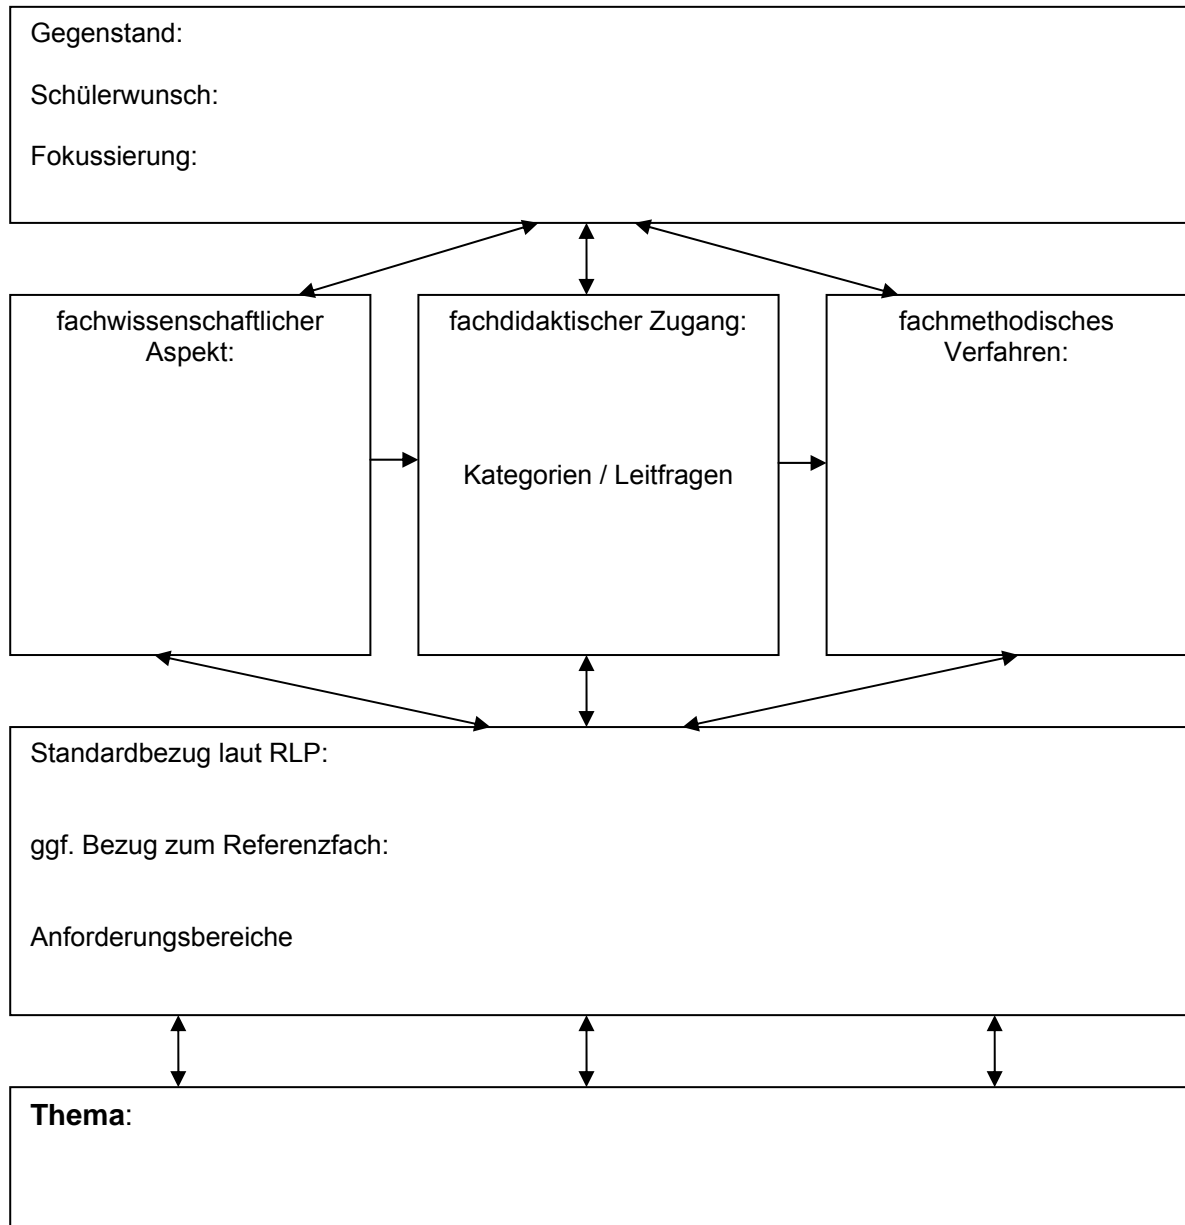 Gegenstand:
Schülerwunsch:
Fokussierung:
fachwissenschaftlicher
Aspekt:
fachdidaktischer Zugang:
Kategorien / Leitfragen
fachmethodisches
Verfahren:
Standardbezug laut RLP:
ggf. Bezug zum Referenzfach:
Anforderungsbereiche
Thema: